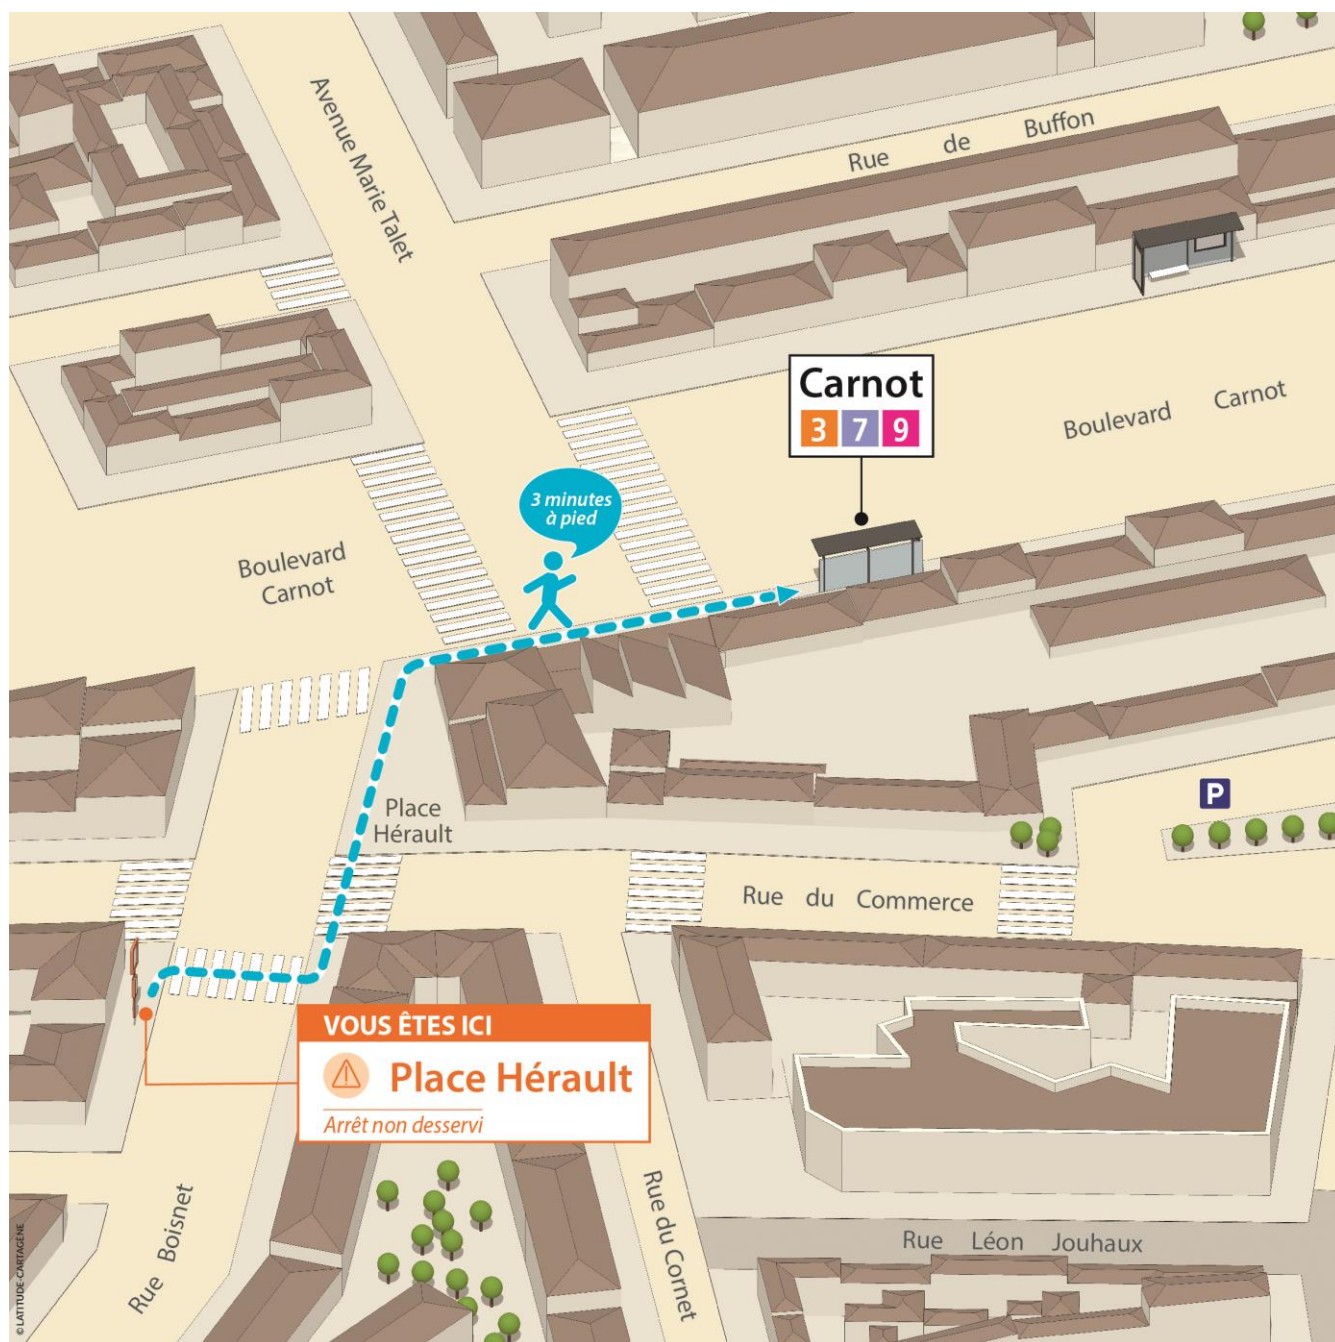 Avenue Marie Talet
Rue de Buffon
Carnot
3 7 9
Boulevard Carnot
3 minutes
à pied
Boulevard
Carnot
Place
Hérault
P
Rue du Commerce
VOUS ÊTES ICI
Place Hérault
Arrêt non desservi
Rue Boisnet
Rue du Cornet
Rue Léon Jouhaux
© LATITUDE-CARTAGÈNE